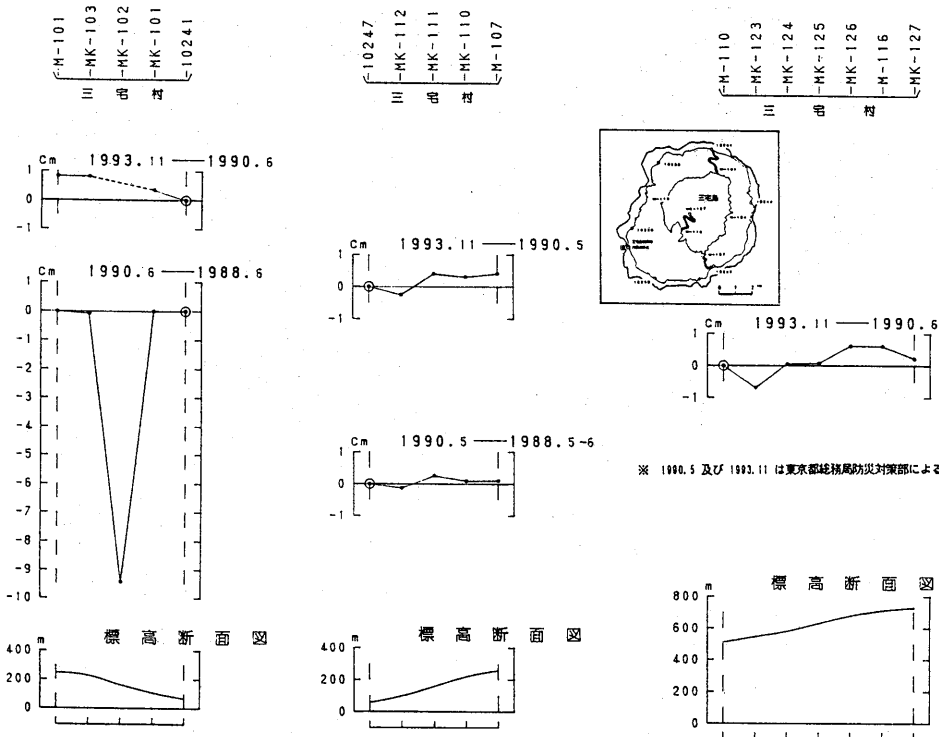 M-101
MK-103
MK-102
MK-101
10241
三 宅 村
10247
MK-112
MK-111
MK-110
M-107
三 宅 村
M-110
MK-123
MK-124
MK-125
MK-126
M-116
MK-127
三 宅 村
Cm 1993.11 — 1990.6
1
0
-1
Cm 1990.6 — 1988.6
0
-1
-2
-3
-4
-5
-6
-7
-8
-9
-10
Cm 1993.11 — 1990.5
1
0
-1
Cm 1990.5 — 1988.5-6
1
0
-1
三宅島
0 1 2
Cm 1993.11 — 1990.6
1
0
-1
※ 1990.5 及び 1993.11 は東京都総務局防災対策部による
m 標 高 断 面 図
400
200
0
m 標 高 断 面 図
400
200
0
m 標 高 断 面 図
800
600
400
200
0